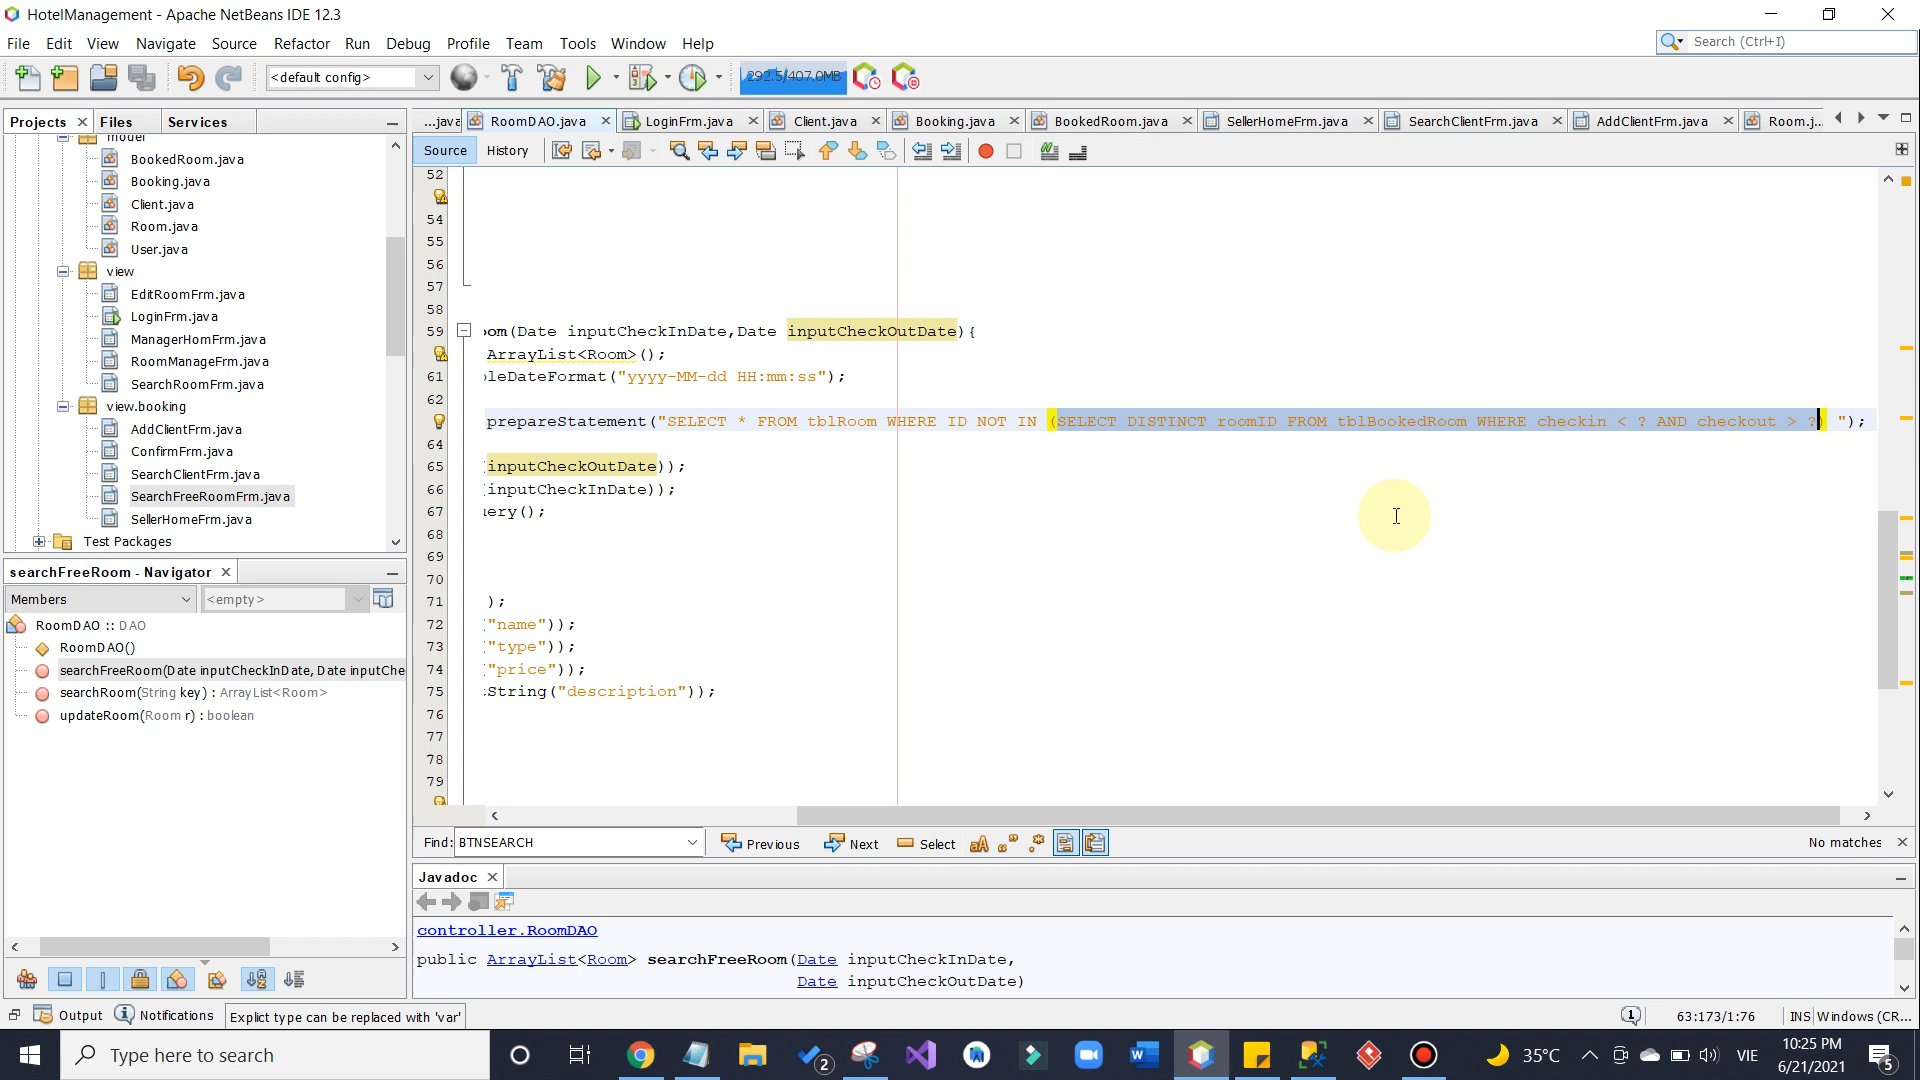 HotelManagement - Apache NetBeans IDE 12.3
File Edit View Navigate Source Refactor Run Debug Profile Team Tools Window Help
Search (Ctrl+I)
<default config>
292.5/407.0MB
Projects Files Services
...java RoomDAO.java LoginFrm.java Client.java Booking.java BookedRoom.java SellerHomeFrm.java SearchClientFrm.java AddClientFrm.java Room.j...
Source History
model
BookedRoom.java
Booking.java
Client.java
Room.java
User.java
view
EditRoomFrm.java
LoginFrm.java
ManagerHomFrm.java
RoomManageFrm.java
SearchRoomFrm.java
view.booking
AddClientFrm.java
ConfirmFrm.java
SearchClientFrm.java
SearchFreeRoomFrm.java
SellerHomeFrm.java
Test Packages
52
54
55
56
57
58
59 oom(Date inputCheckInDate,Date inputCheckOutDate){
ArrayList<Room>();
61 leDateFormat("yyyy-MM-dd HH:mm:ss");
62
prepareStatement("SELECT * FROM tblRoom WHERE ID NOT IN (SELECT DISTINCT roomID FROM tblBookedRoom WHERE checkin < ? AND checkout > ?) ");
64
65 (inputCheckOutDate));
66 (inputCheckInDate));
67 uery();
68
69
70
71 );
72 ("name"));
73 ("type"));
74 ("price"));
75 tString("description"));
76
77
78
79
searchFreeRoom - Navigator
Members <empty>
RoomDAO :: DAO
RoomDAO()
searchFreeRoom(Date inputCheckInDate, Date inputChe
searchRoom(String key) : ArrayList<Room>
updateRoom(Room r) : boolean
Find: BTNSEARCH Previous Next Select No matches
Javadoc
controller.RoomDAO
public ArrayList<Room> searchFreeRoom(Date inputCheckInDate,
Date inputCheckOutDate)
Output Notifications Explict type can be replaced with 'var' 1 63:173/1:76 INS Windows (CR...
Type here to search
2
35°C VIE
10:25 PM
6/21/2021
5